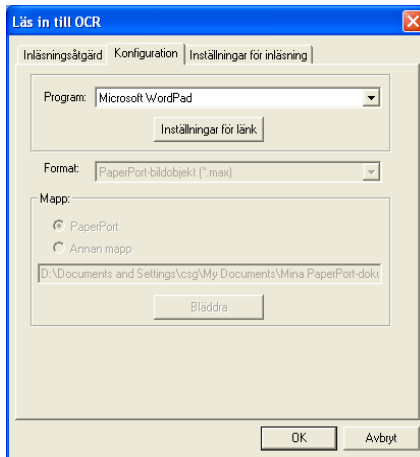 Läs in till OCR
Inläsningsåtgärd Konfiguration Inställningar för inläsning
Program: Microsoft WordPad
Inställningar för länk
Format: PaperPort-bildobjekt (*.max)
Mapp:
PaperPort
Annan mapp
D:\Documents and Settings\csg\My Documents\Mina PaperPort-doku
Bläddra
OK Avbryt